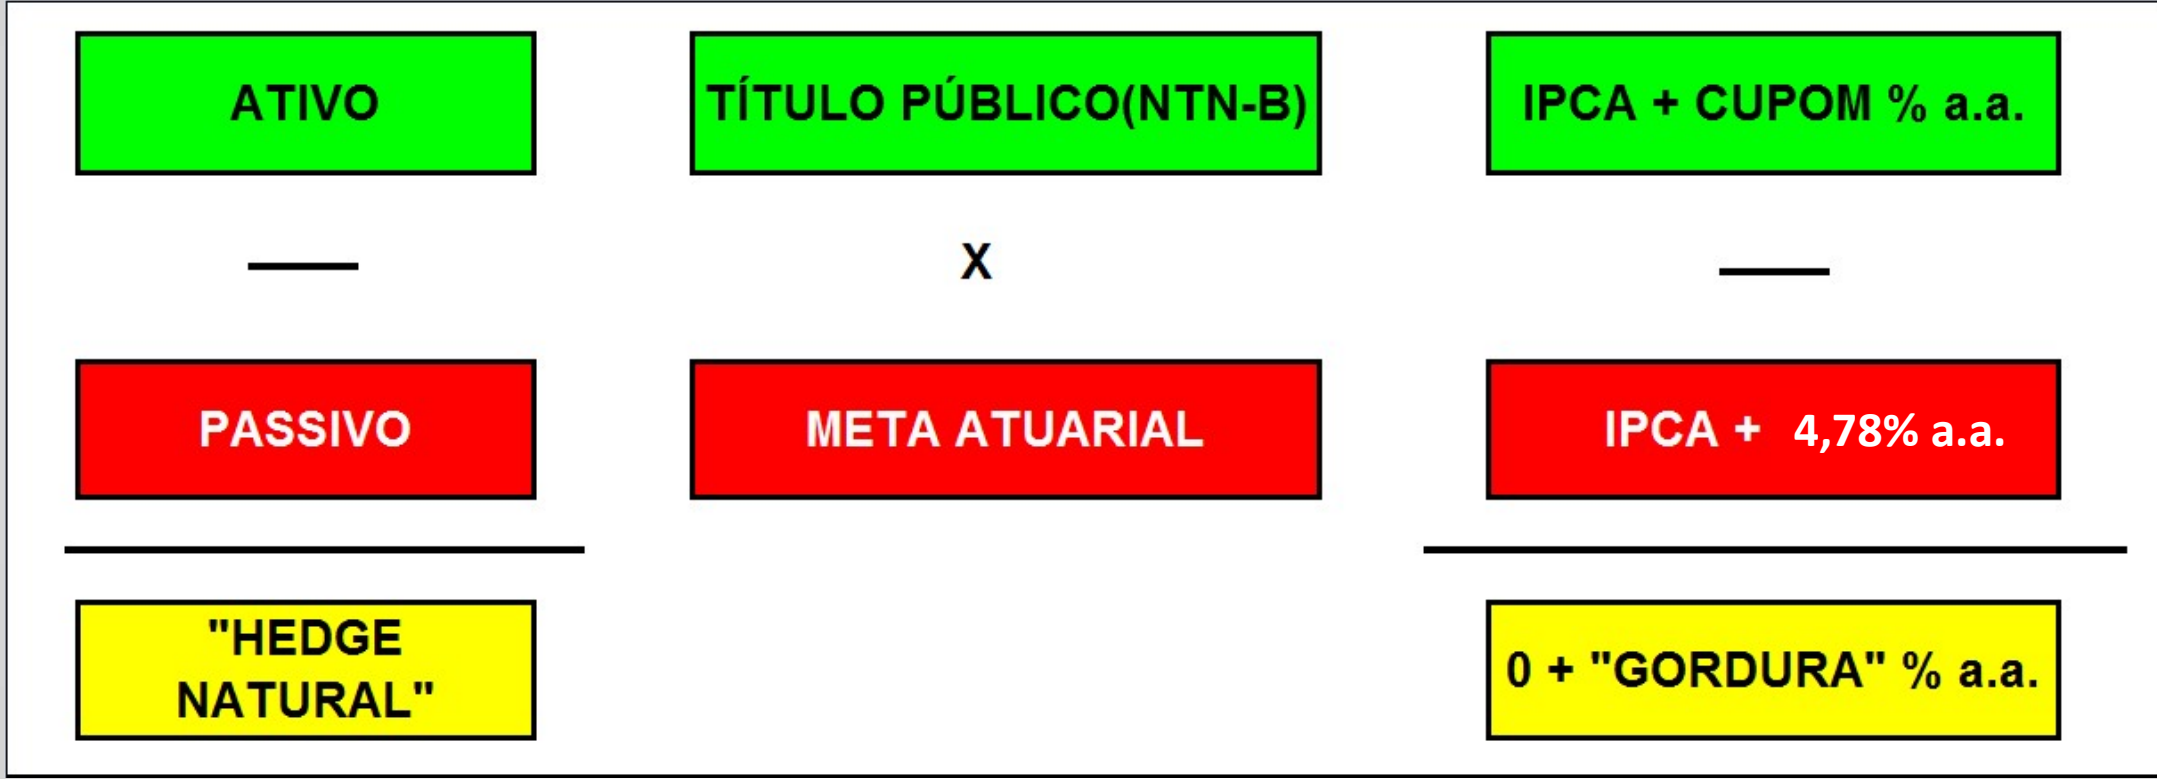 ATIVO
TÍTULO PÚBLICO(NTN-B)
IPCA + CUPOM % a.a.
X
PASSIVO
META ATUARIAL
IPCA + 4,78% a.a.
"HEDGE
NATURAL"
0 + "GORDURA" % a.a.